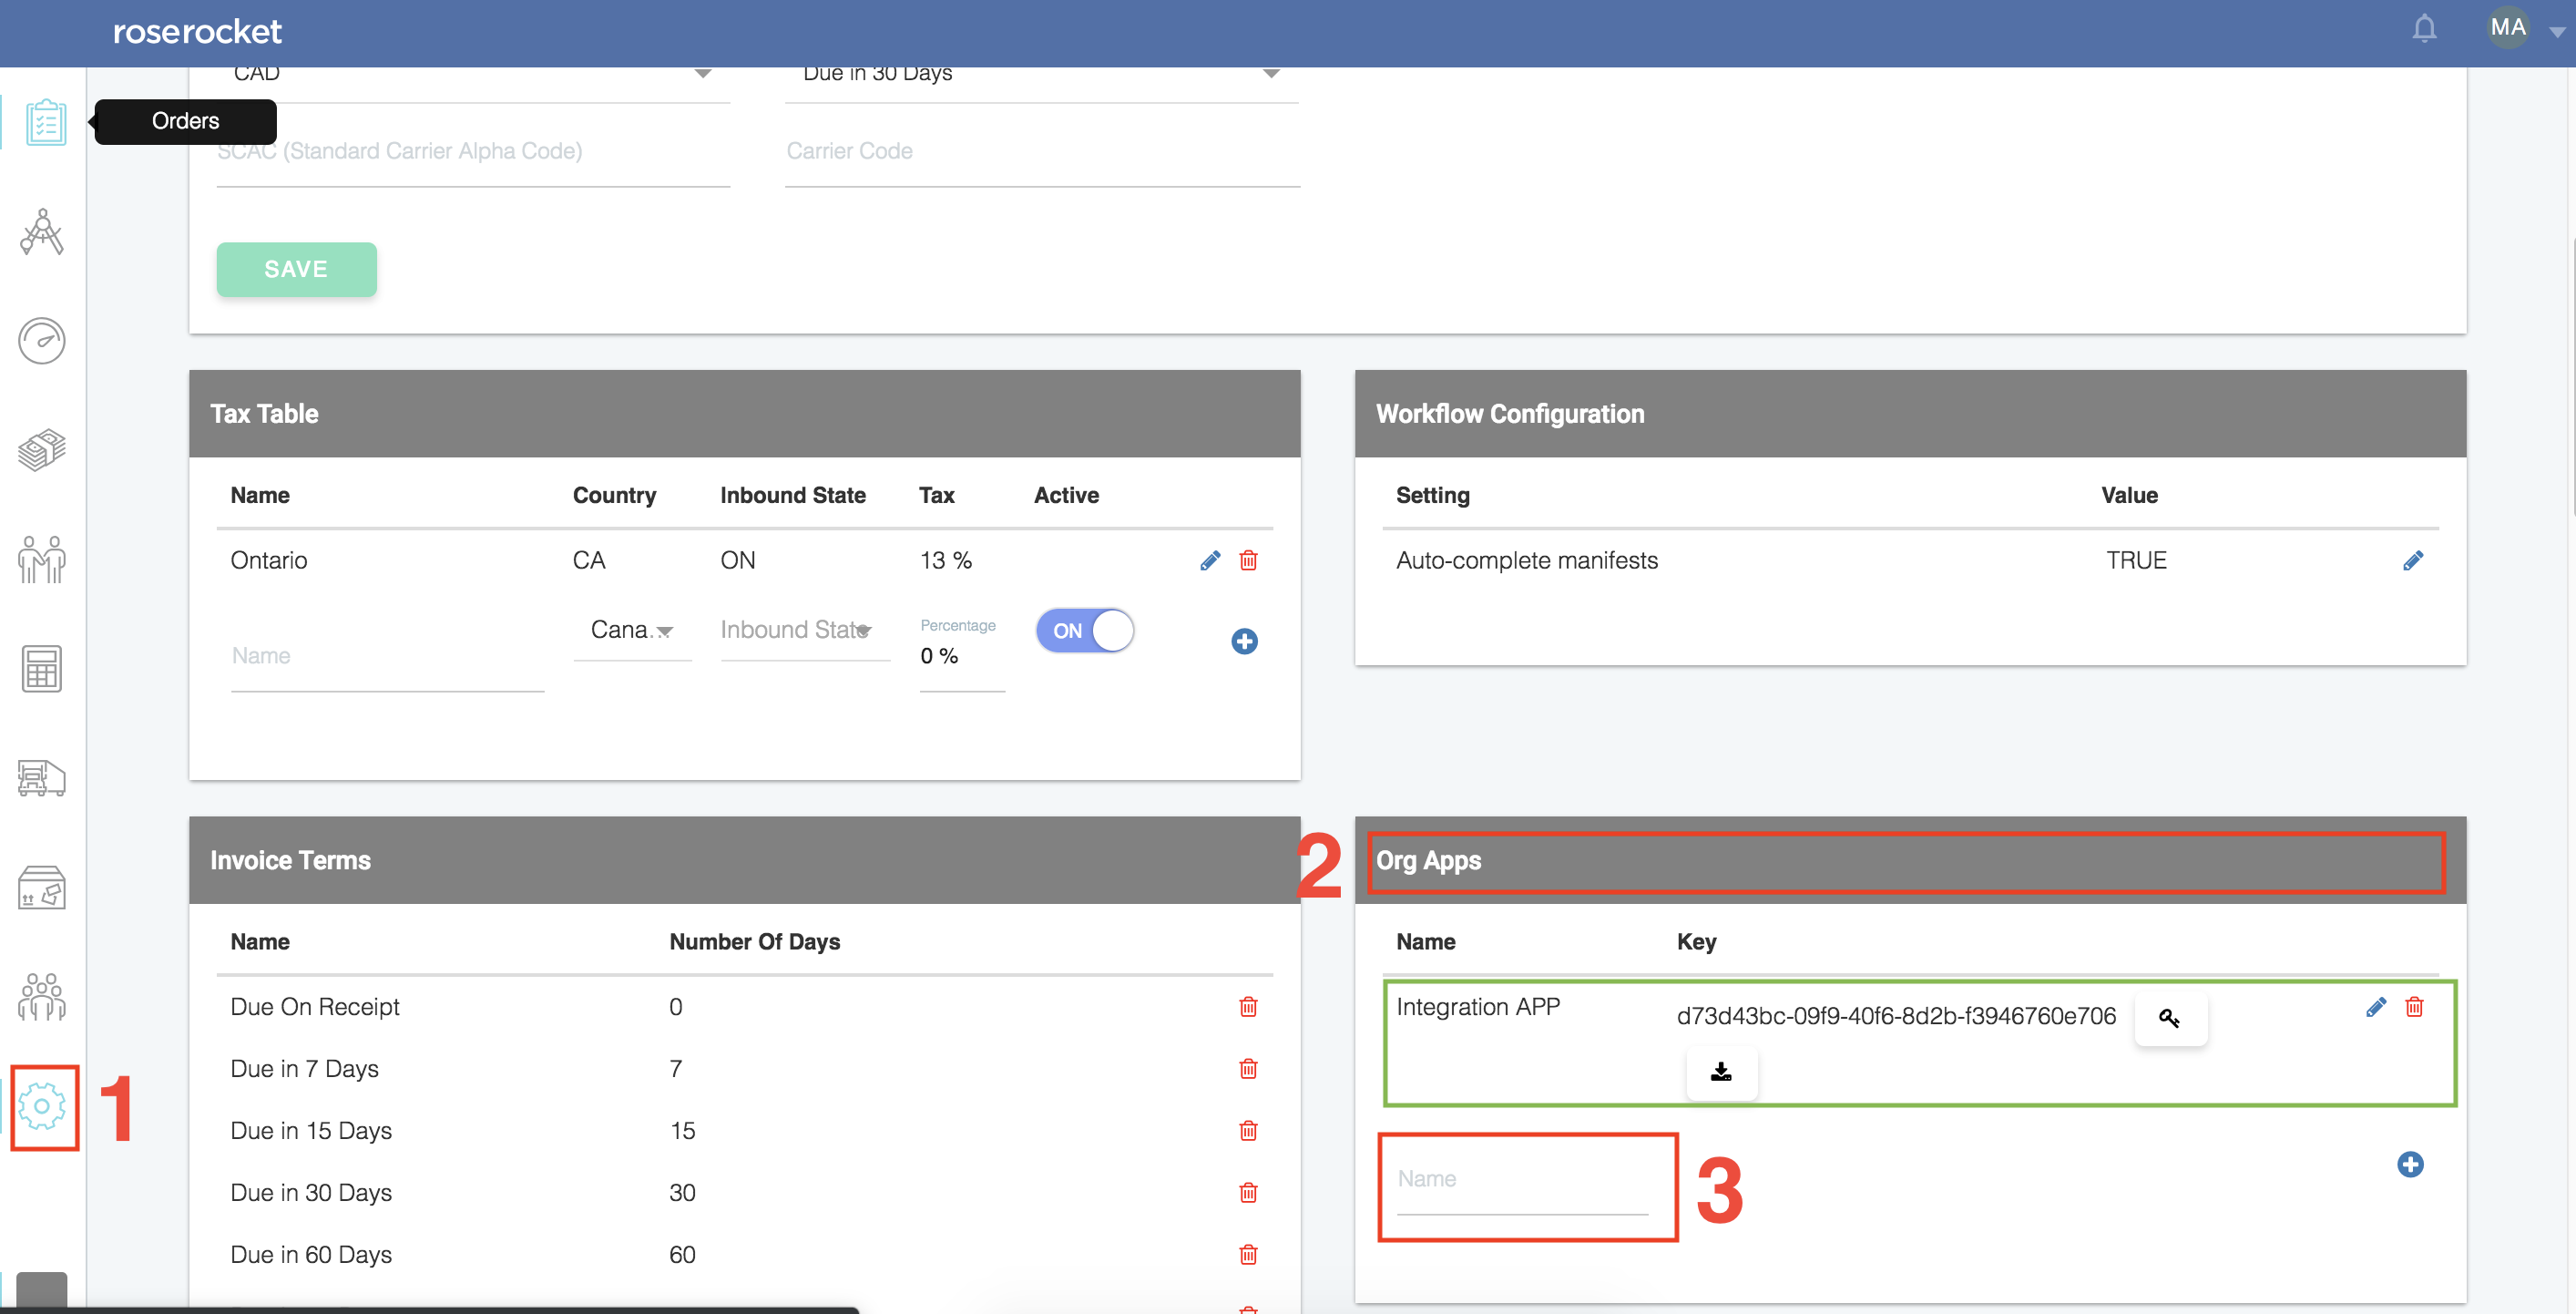 roserocket
MA
CAD
Due in 30 Days
Orders
SCAC (Standard Carrier Alpha Code)
Carrier Code
SAVE
Tax Table
Name Country Inbound State Tax Active
Ontario CA ON 13 %
Name Cana... Inbound State Percentage 0 % ON
Workflow Configuration
Setting Value
Auto-complete manifests TRUE
Invoice Terms
Name Number Of Days
Due On Receipt 0
Due in 7 Days 7
Due in 15 Days 15
Due in 30 Days 30
Due in 60 Days 60
2
Org Apps
Name Key
Integration APP d73d43bc-09f9-40f6-8d2b-f3946760e706
Name
3
1